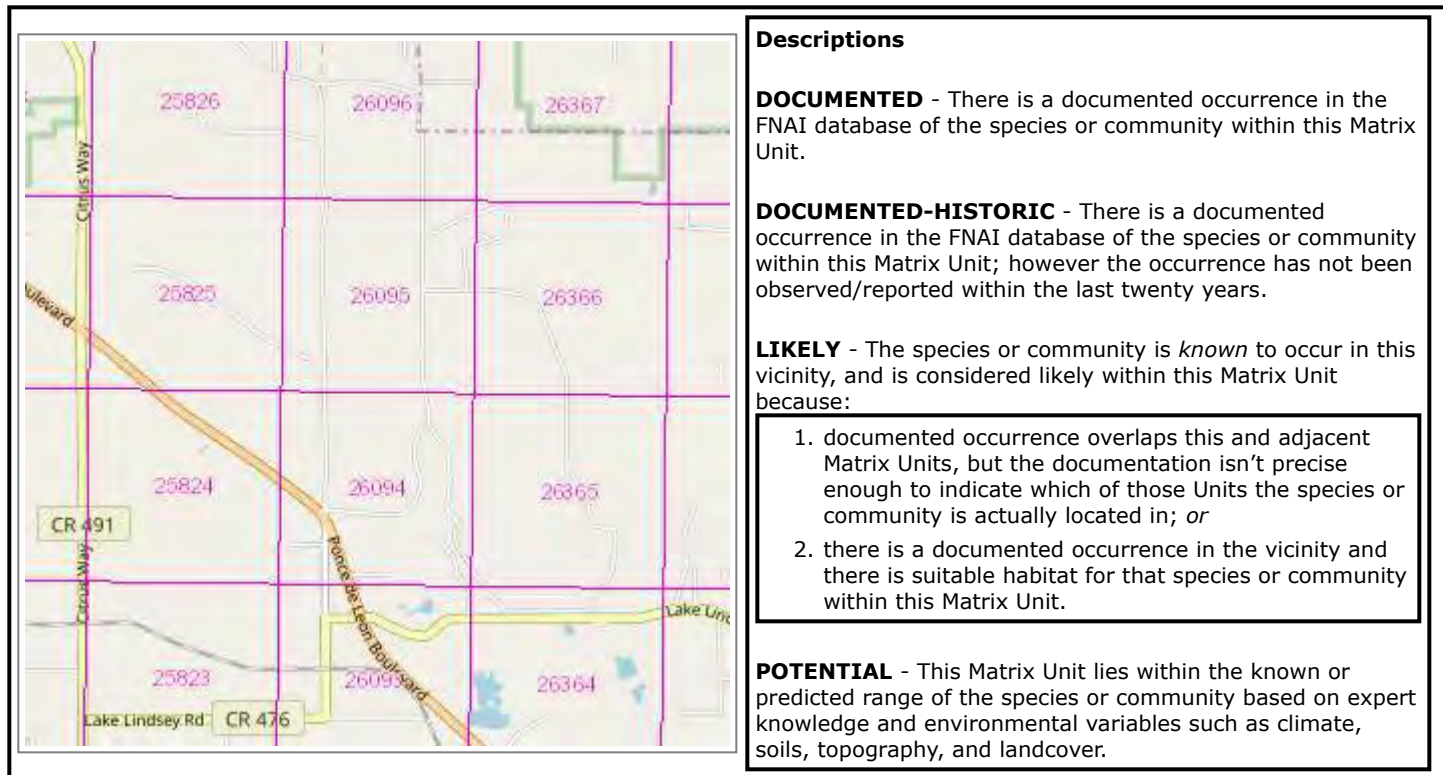 25826
26096
26367
Citrus Way
25825
26095
26366
oulevard
25824
26094
26365
CR 491
Ponce de Leon Boulevard
Citrus Way
Lake Lin
25823
26093
26364
Lake Lindsey Rd
CR 476
Descriptions
DOCUMENTED - There is a documented occurrence in the
FNAI database of the species or community within this Matrix
Unit.
DOCUMENTED-HISTORIC - There is a documented
occurrence in the FNAI database of the species or community
within this Matrix Unit; however the occurrence has not been
observed/reported within the last twenty years.
LIKELY - The species or community is known to occur in this
vicinity, and is considered likely within this Matrix Unit
because:
1. documented occurrence overlaps this and adjacent
Matrix Units, but the documentation isn't precise
enough to indicate which of those Units the species or
community is actually located in; or
2. there is a documented occurrence in the vicinity and
there is suitable habitat for that species or community
within this Matrix Unit.
POTENTIAL - This Matrix Unit lies within the known or
predicted range of the species or community based on expert
knowledge and environmental variables such as climate,
soils, topography, and landcover.